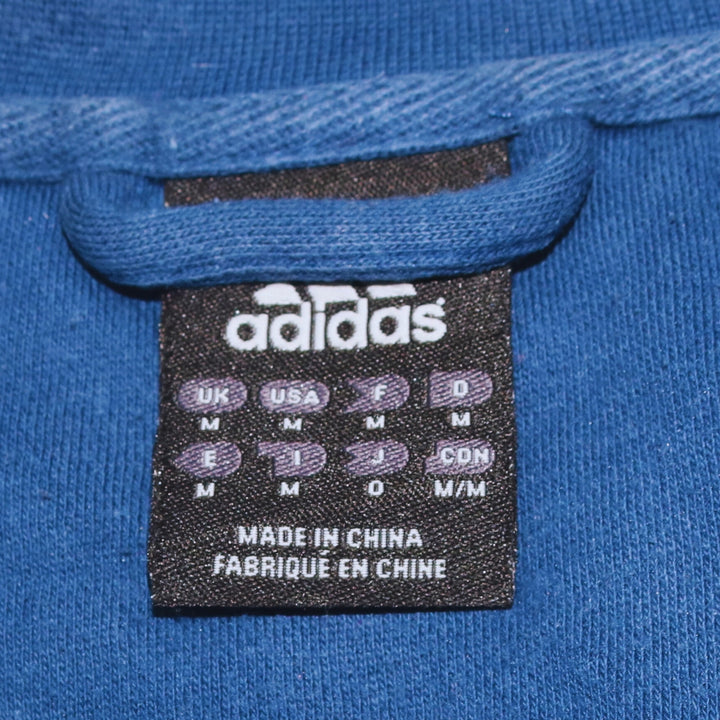 adidas
UK USA F D
M M M M
E I J CDN
M M O M/M
MADE IN CHINA
FABRIQUÉ EN CHINE